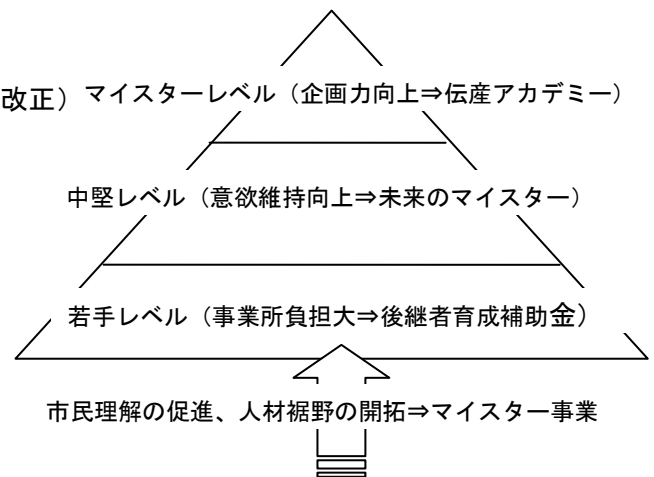 改正）マイスターレベル（企画力向上⇒伝産アカデミー）
中堅レベル（意欲維持向上⇒未来のマイスター）
若手レベル（事業所負担大⇒後継者育成補助金）
市民理解の促進、人材裾野の開拓⇒マイスター事業